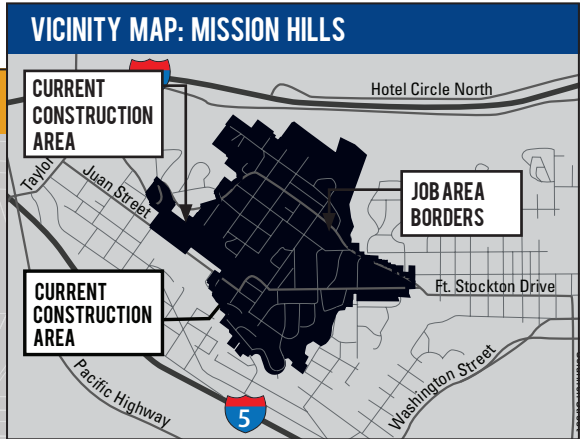 VICINITY MAP: MISSION HILLS
CURRENT
CONSTRUCTION
AREA
Hotel Circle North
Taylor
Juan Street
JOB AREA
BORDERS
CURRENT
CONSTRUCTION
AREA
Ft. Stockton Drive
Pacific Highway
5
Washington Street